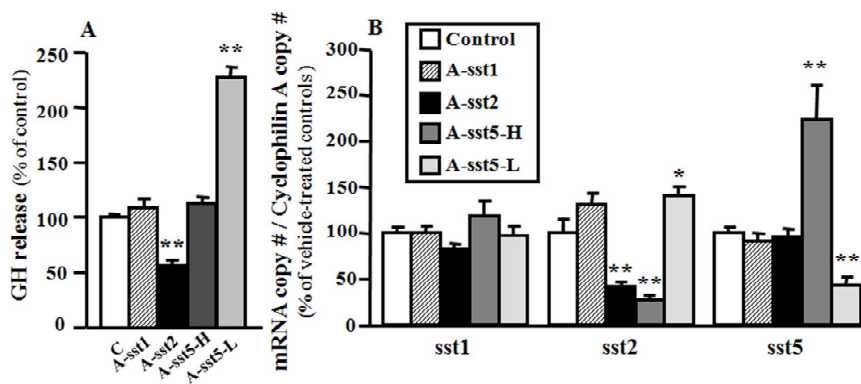 A
GH release (% of control)
250
200
150
100
50
0
**
**
C
A-sst1
A-sst2
A-sst5-H
A-sst5-L
B
mRNA copy # / Cyclophilin A copy #
(% of vehicle-treated controls)
300
250
200
150
100
50
0
Control
A-sst1
A-sst2
A-sst5-H
A-sst5-L
**
*
** **
**
sst1 sst2 sst5